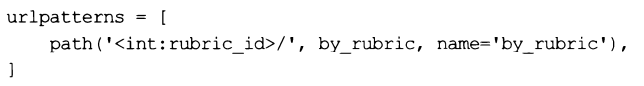 urlpatterns = [
    path('<int:rubric_id>/', by_rubric, name='by_rubric'),
]